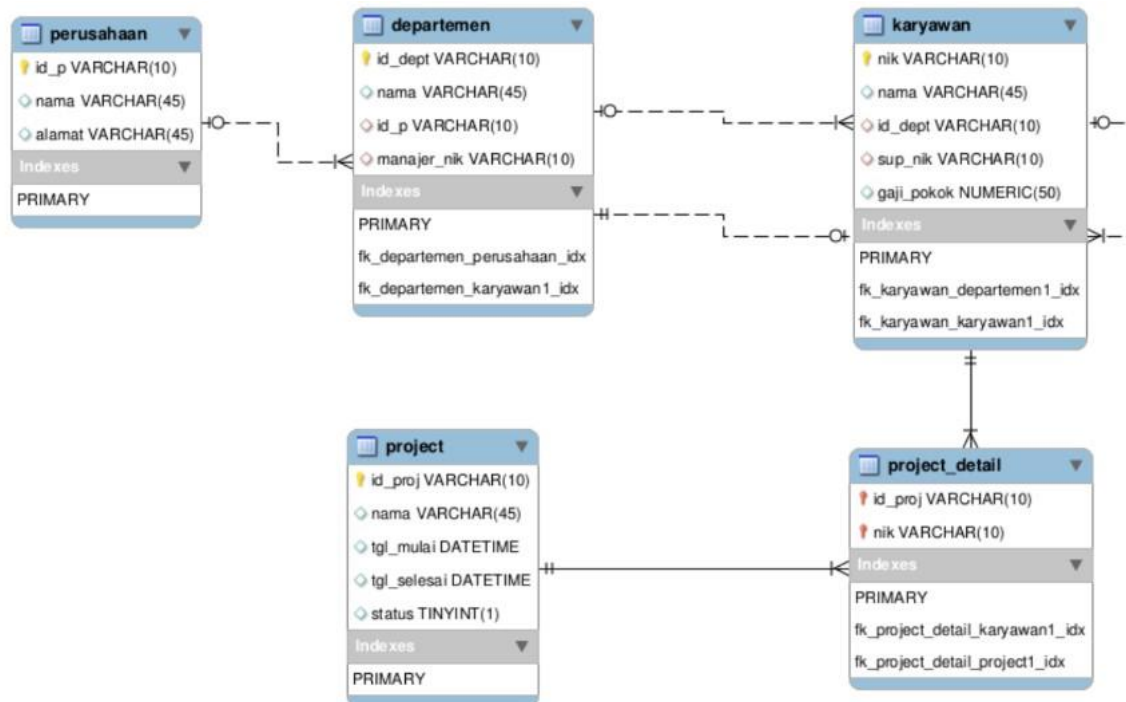 perusahaan
id_p VARCHAR(10)
nama VARCHAR(45)
alamat VARCHAR(45)
Indexes
PRIMARY
departemen
id_dept VARCHAR(10)
nama VARCHAR(45)
id_p VARCHAR(10)
manajer_nik VARCHAR(10)
Indexes
PRIMARY
fk_departemen_perusahaan_idx
fk_departemen_karyawan1_idx
karyawan
nik VARCHAR(10)
nama VARCHAR(45)
id_dept VARCHAR(10)
sup_nik VARCHAR(10)
gaji_pokok NUMERIC(50)
Indexes
PRIMARY
fk_karyawan_departemen1_idx
fk_karyawan_karyawan1_idx
project
id_proj VARCHAR(10)
nama VARCHAR(45)
tgl_mulai DATETIME
tgl_selesai DATETIME
status TINYINT(1)
Indexes
PRIMARY
project_detail
id_proj VARCHAR(10)
nik VARCHAR(10)
Indexes
PRIMARY
fk_project_detail_karyawan1_idx
fk_project_detail_project1_idx